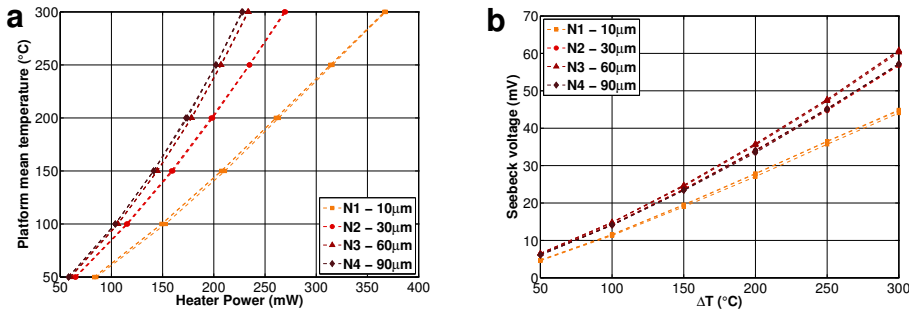 a
300
250
200
150
100
50
Platform mean temperature (°C)
N1 − 10μm
N2 − 30μm
N3 − 60μm
N4 − 90μm
50 100 150 200 250 300 350 400
Heater Power (mW)
b
70
60
50
40
30
20
10
0
Seebeck voltage (mV)
N1 − 10μm
N2 − 30μm
N3 − 60μm
N4 − 90μm
50 100 150 200 250 300
ΔT (°C)